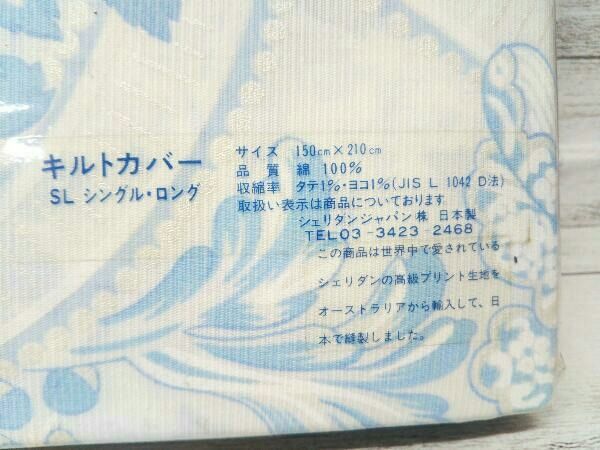 キルトカバー
SL シングル・ロング
サイズ 150cm×210cm
品質 綿 100%
収縮率 タテ1%・ヨコ1%(JIS L 1042 D法)
取扱い表示は商品についております
シェリダンジャパン㈱ 日本製
TEL03-3423-2468
この商品は世界中で愛されている
シェリダンの高級プリント生地を
オーストラリアから輸入して、日
本で縫製しました。